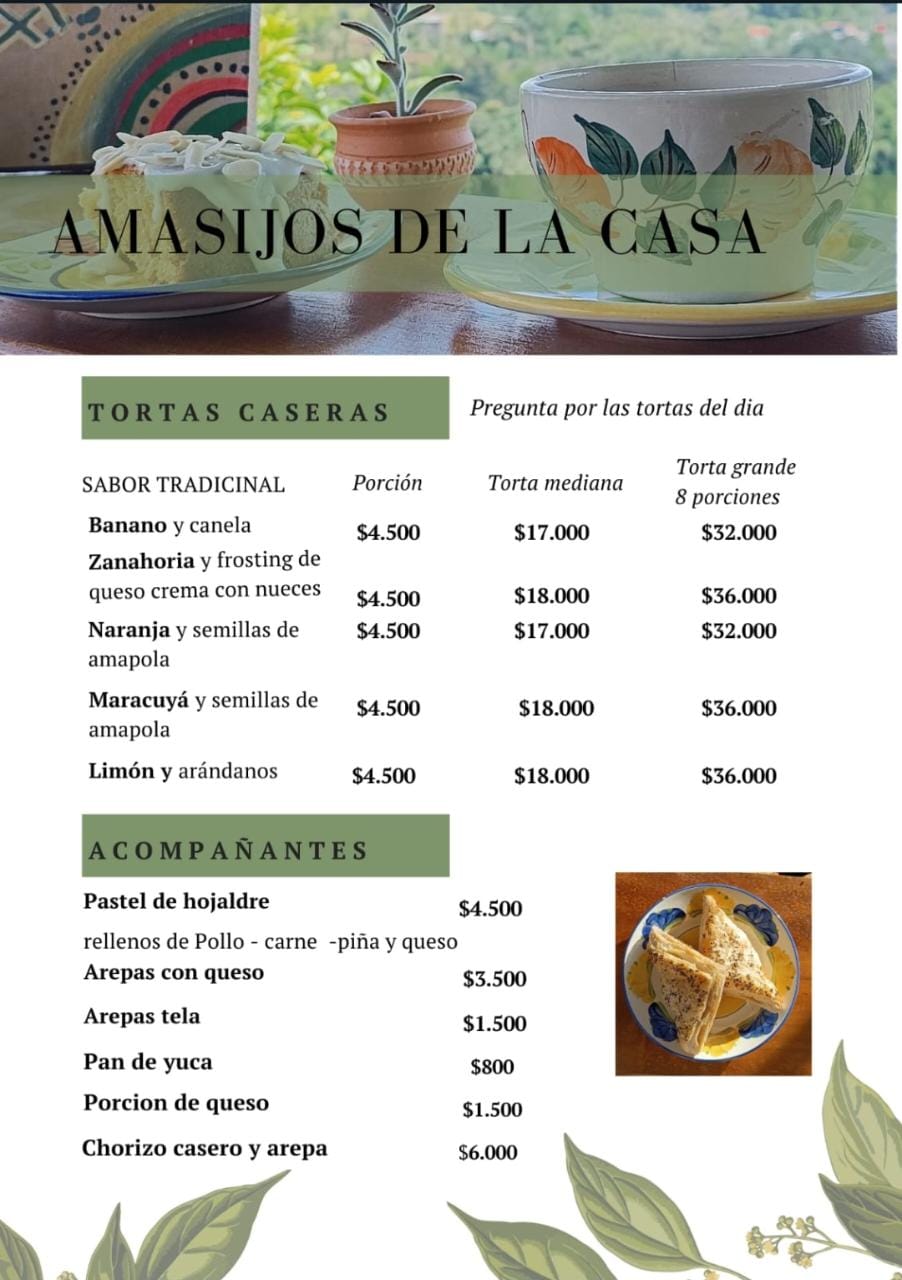 AMASIJOS DE LA CASA
TORTAS CASERAS
Pregunta por las tortas del dia
SABOR TRADICINAL Porción Torta mediana Torta grande
8 porciones
Banano y canela $4.500 $17.000 $32.000
Zanahoria y frosting de
queso crema con nueces $4.500 $18.000 $36.000
Naranja y semillas de $4.500 $17.000 $32.000
amapola
Maracuyá y semillas de $4.500 $18.000 $36.000
amapola
Limón y arándanos $4.500 $18.000 $36.000
ACOMPAÑANTES
Pastel de hojaldre $4.500
rellenos de Pollo - carne -piña y queso
Arepas con queso $3.500
Arepas tela $1.500
Pan de yuca $800
Porcion de queso $1.500
Chorizo casero y arepa $6.000